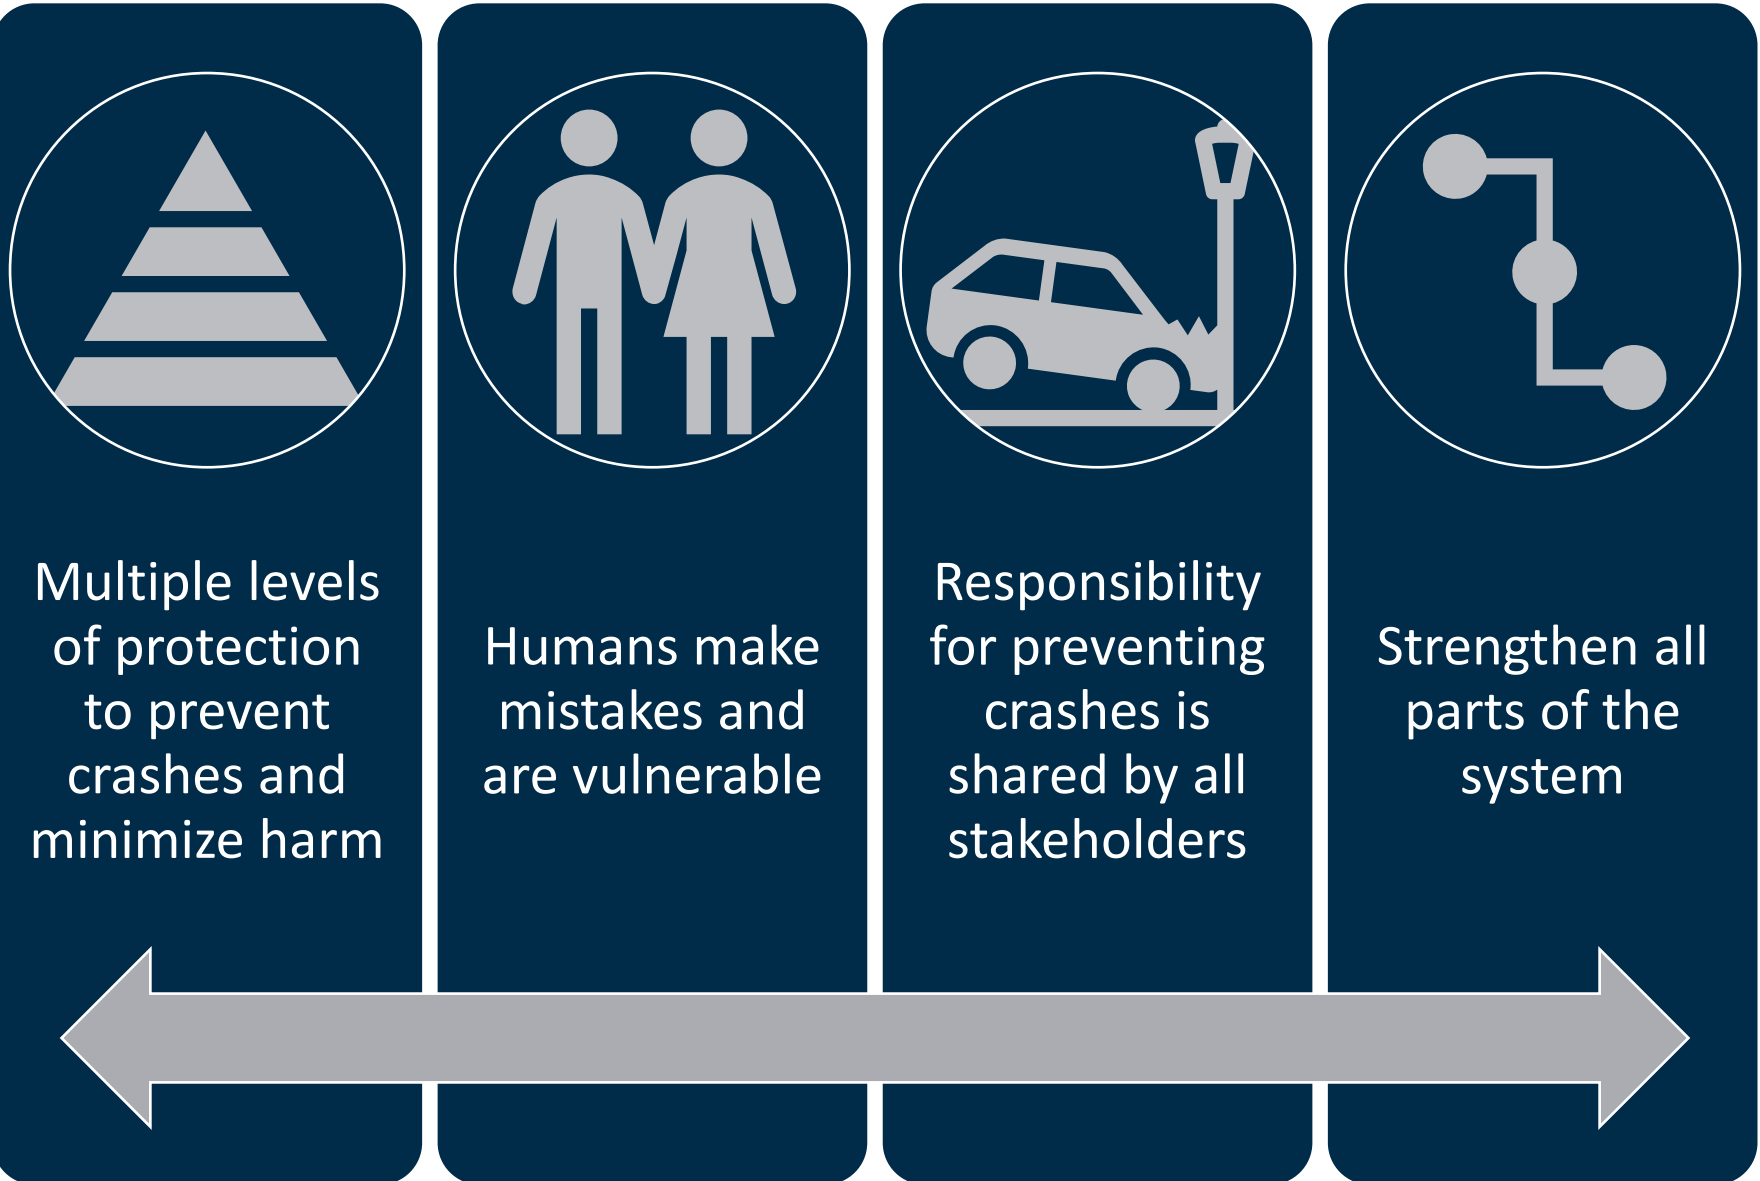 Multiple levels
of protection
to prevent
crashes and
minimize harm
Humans make
mistakes and
are vulnerable
Responsibility
for preventing
crashes is
shared by all
stakeholders
Strengthen all
parts of the
system